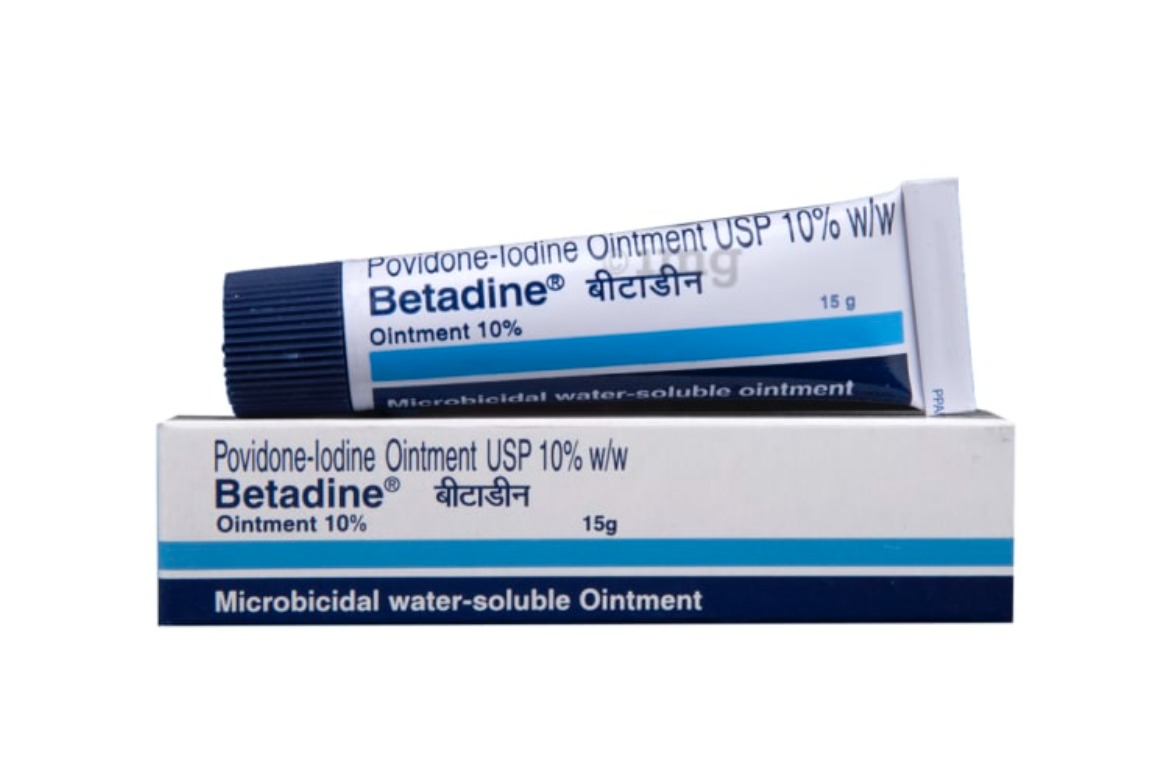 Povidone-Iodine Ointment USP 10% w/w
Betadine® बीटाडीन
15 g
Ointment 10%
Microbicidal water-soluble ointment
PPA
Povidone-Iodine Ointment USP 10% w/w
Betadine® बीटाडीन
Ointment 10% 15g
Microbicidal water-soluble Ointment